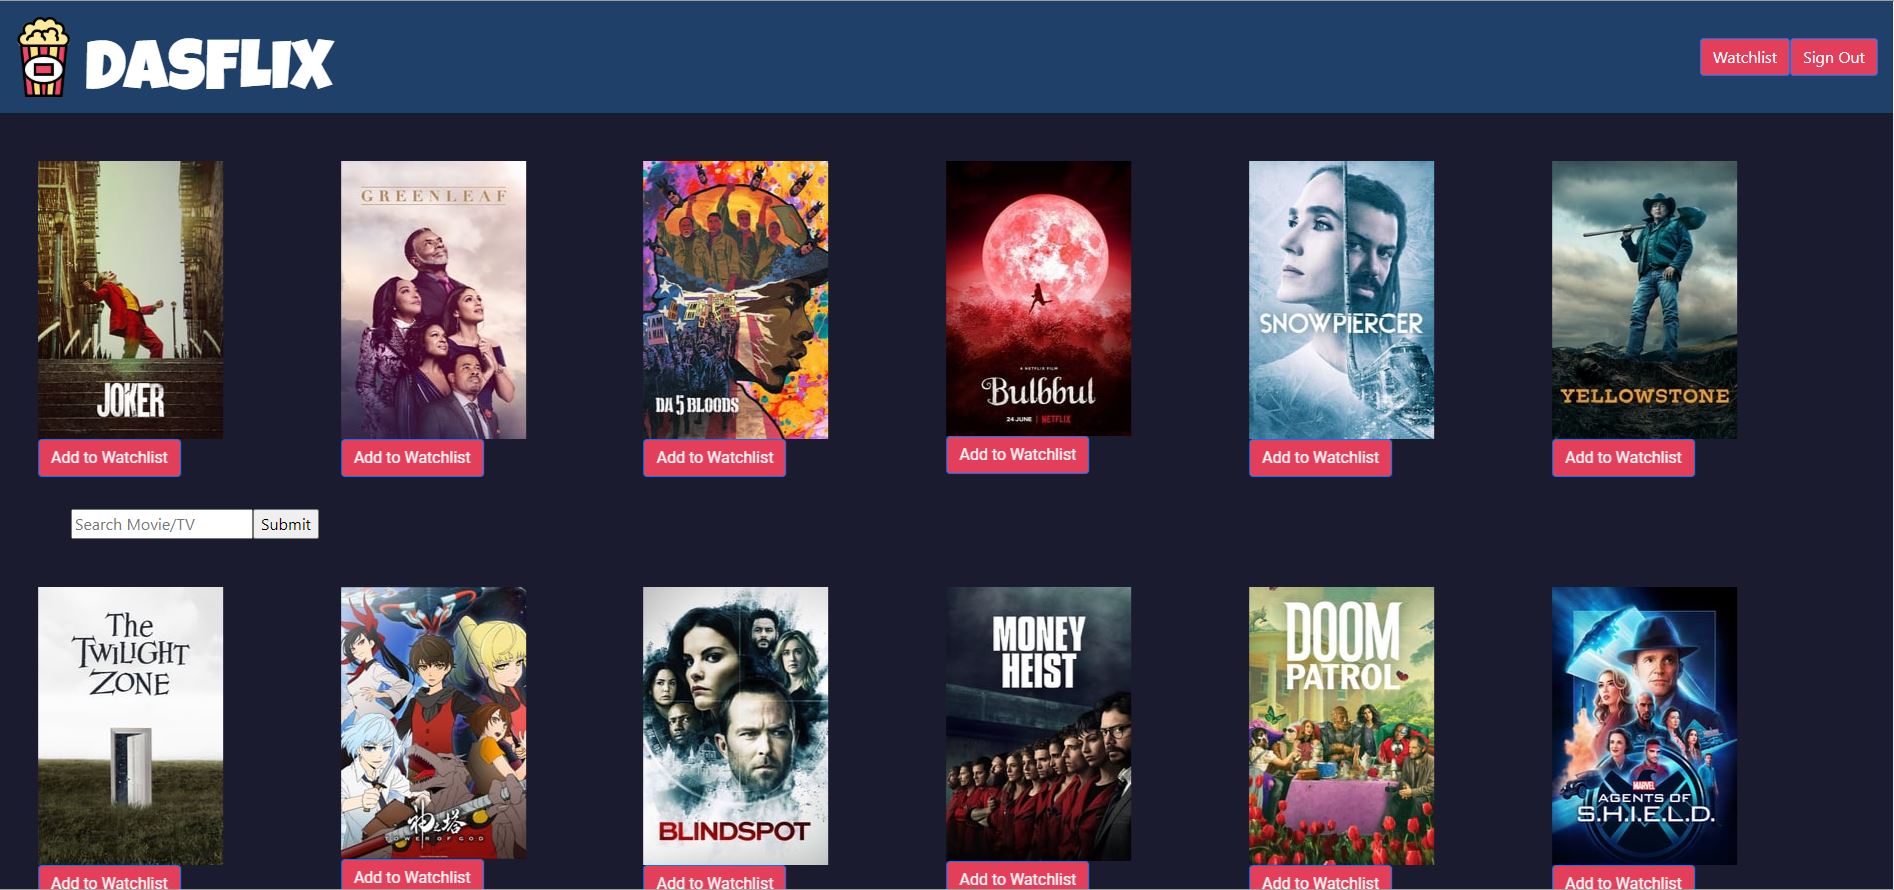 DASFLIX
Watchlist
Sign Out
JOKER
GREENLEAF
DA 5 BLOODS
A NETFLIX FILM
Bulbbul
24 JUNE | NETFLIX
SNOWPIERCER
YELLOWSTONE
Add to Watchlist
Add to Watchlist
Add to Watchlist
Add to Watchlist
Add to Watchlist
Add to Watchlist
Search Movie/TV
Submit
The
TWILIGHT
ZONE
神之塔
TOWER OF GOD
BLINDSPOT
MONEY
HEIST
DOOM
PATROL
MARVEL
AGENTS OF
S.H.I.E.L.D.
Add to Watchlist
Add to Watchlist
Add to Watchlist
Add to Watchlist
Add to Watchlist
Add to Watchlist